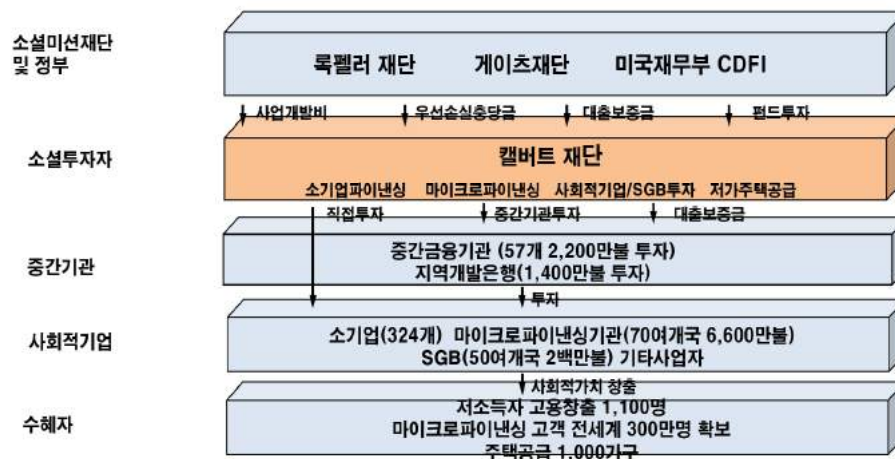 소셜미션재단
및 정부
록펠러 재단 게이츠재단 미국재무부 CDFI
사업개발비 우선손실충당금 대출보증금 펀드투자
소셜투자자
캘버트 재단
소기업파이낸싱 마이크로파이낸싱 사회적기업/SGB투자 저가주택공급
직접투자 중간기관투자 대출보증금
중간기관
중간금융기관 (57개 2,200만불 투자)
지역개발은행(1,400만불 투자)
투자
사회적기업
소기업(324개) 마이크로파이낸싱기관(70여개국 6,600만불)
SGB(50여개국 2백만불) 기타사업자
사회적가치 창출
수혜자
저소득자 고용창출 1,100명
마이크로파이낸싱 고객 전세계 300만명 확보
주택공급 1,000가구